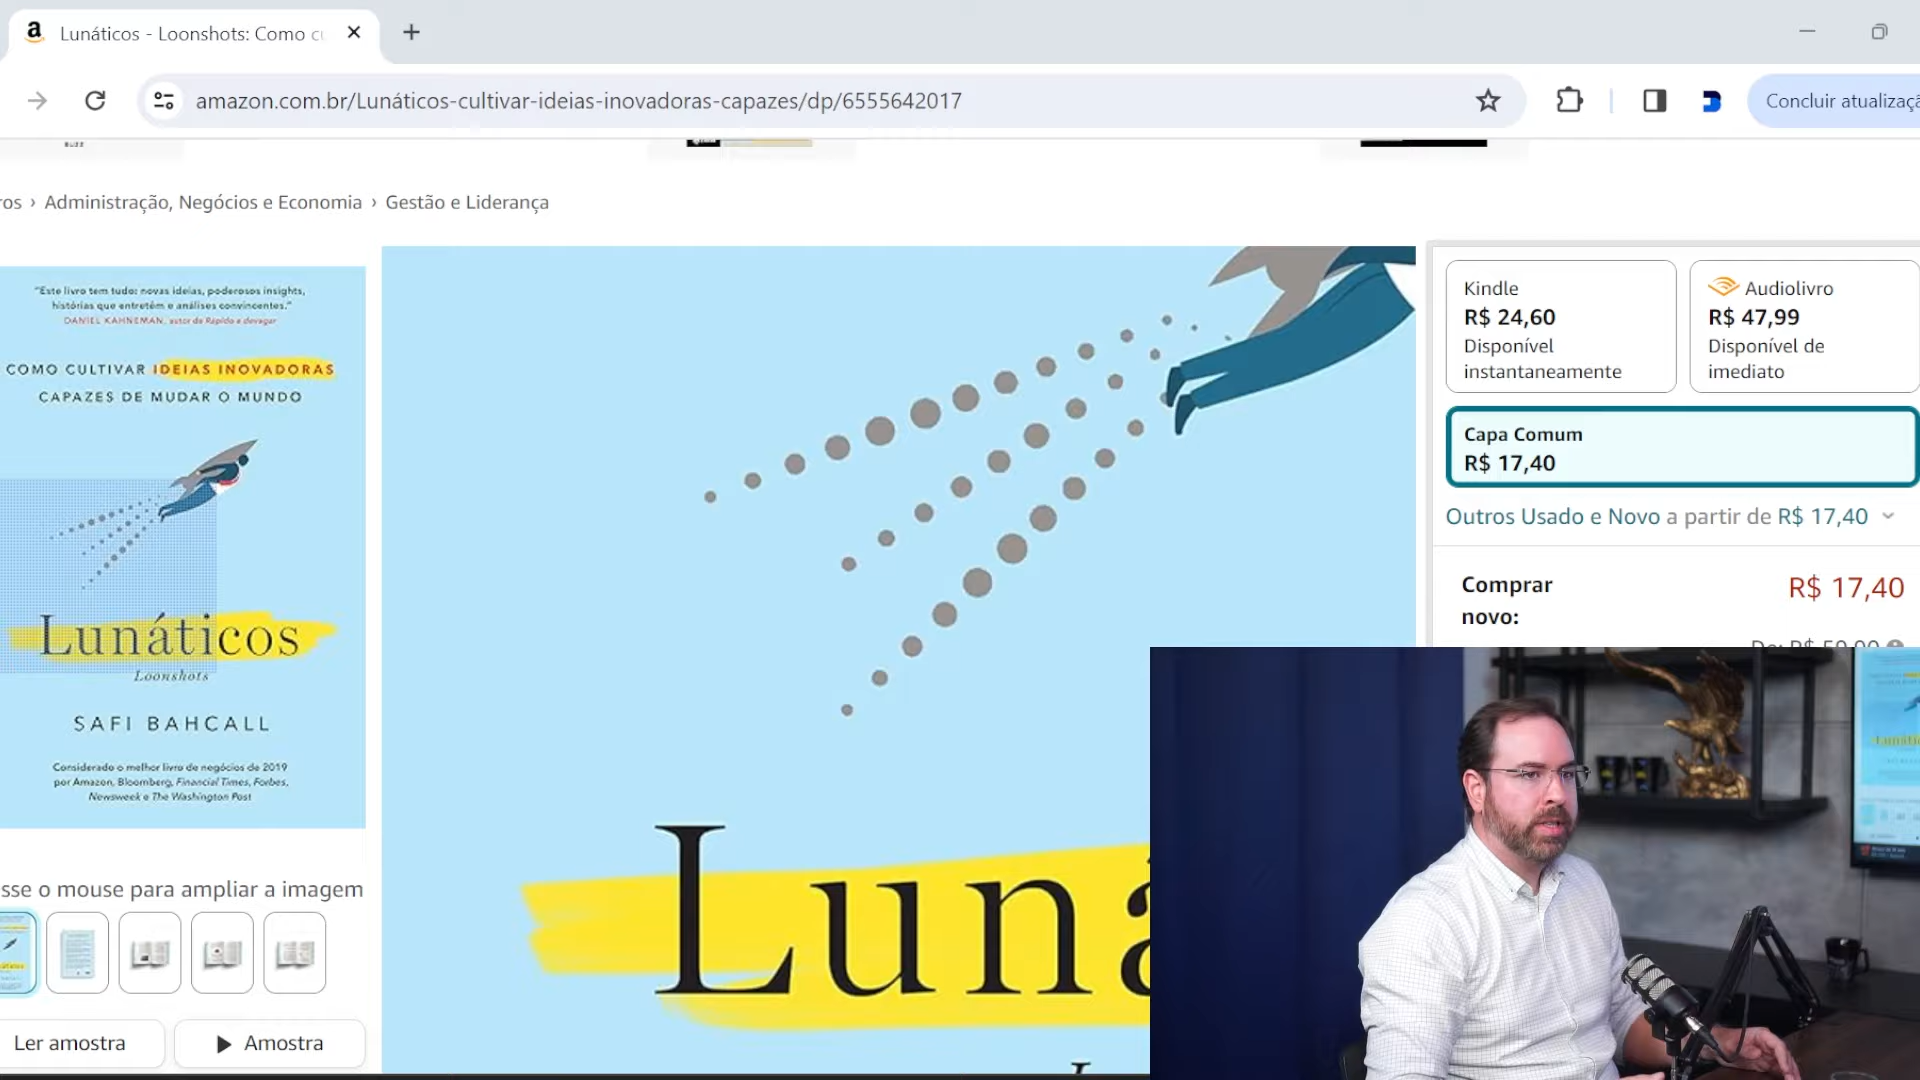 Lunáticos - Loonshots: Como cu
amazon.com.br/Lunáticos-cultivar-ideias-inovadoras-capazes/dp/6555642017
Concluir atualizaçã
ros › Administração, Negócios e Economia › Gestão e Liderança
"Este livro tem tudo: novas ideias, poderosos insights,
histórias que entretêm e análises convincentes."
DANIEL KAHNEMAN, autor de Rápido e devagar
COMO CULTIVAR IDEIAS INOVADORAS
CAPAZES DE MUDAR O MUNDO
Lunáticos
Loonshots
SAFI BAHCALL
Considerado o melhor livro de negócios de 2019
por Amazon, Bloomberg, Financial Times, Forbes,
Newsweek e The Washington Post
sse o mouse para ampliar a imagem
Ler amostra
Amostra
Luná
Kindle
R$ 24,60
Disponível
instantaneamente
Audiolivro
R$ 47,99
Disponível de
imediato
Capa Comum
R$ 17,40
Outros Usado e Novo a partir de R$ 17,40
Comprar
novo:
R$ 17,40